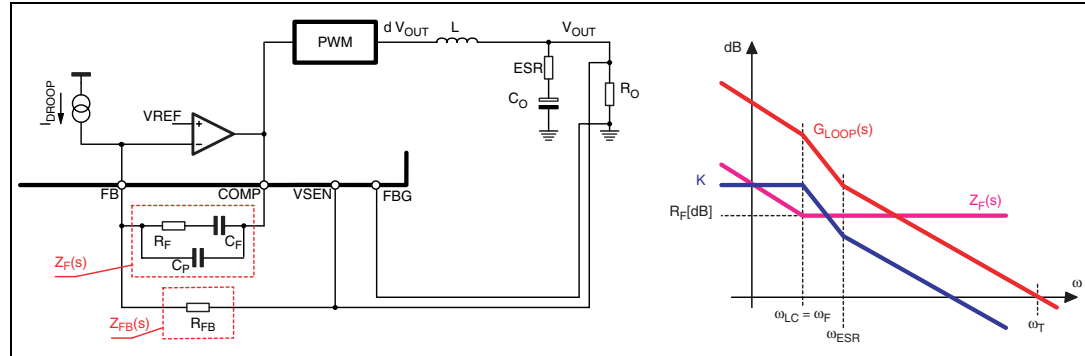 PWM
d V_OUT
L
V_OUT
ESR
C_O
R_O
I_DROOP
VREF
+
−
FB
COMP
VSEN
FBG
R_F
C_F
C_P
Z_F(s)
R_FB
Z_FB(s)
dB
G_LOOP(s)
K
Z_F(s)
R_F[dB]
ω
ω_LC = ω_F
ω_ESR
ω_T